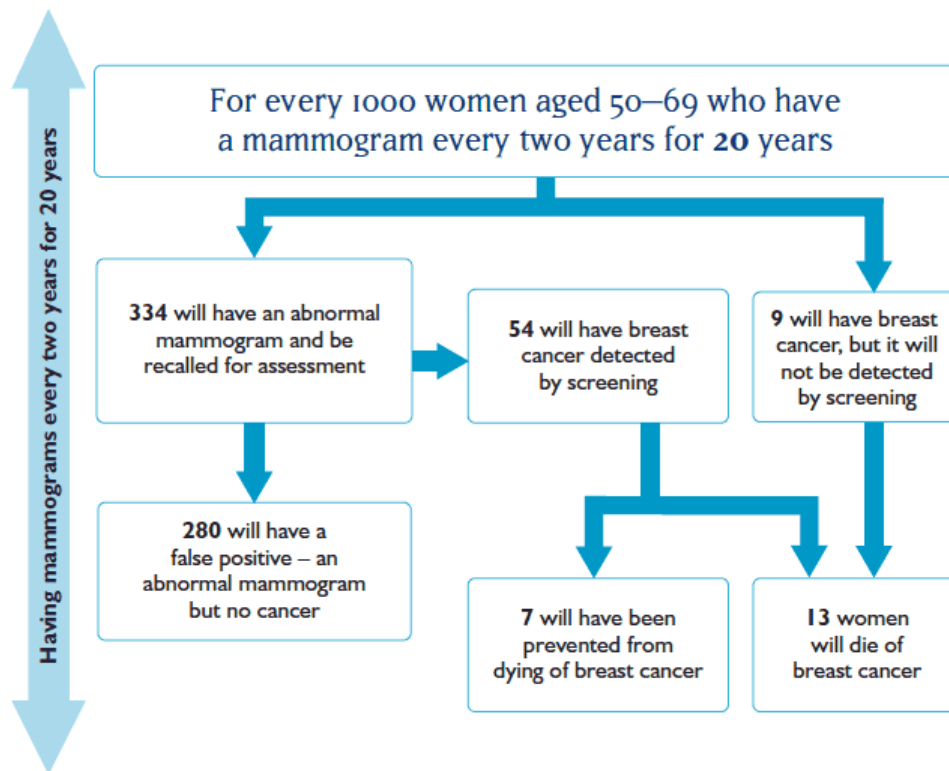 Having mammograms every two years for 20 years
For every 1000 women aged 50–69 who have
a mammogram every two years for 20 years
334 will have an abnormal
mammogram and be
recalled for assessment
54 will have breast
cancer detected
by screening
9 will have breast
cancer, but it will
not be detected
by screening
280 will have a
false positive – an
abnormal mammogram
but no cancer
7 will have been
prevented from
dying of breast cancer
13 women
will die of
breast cancer